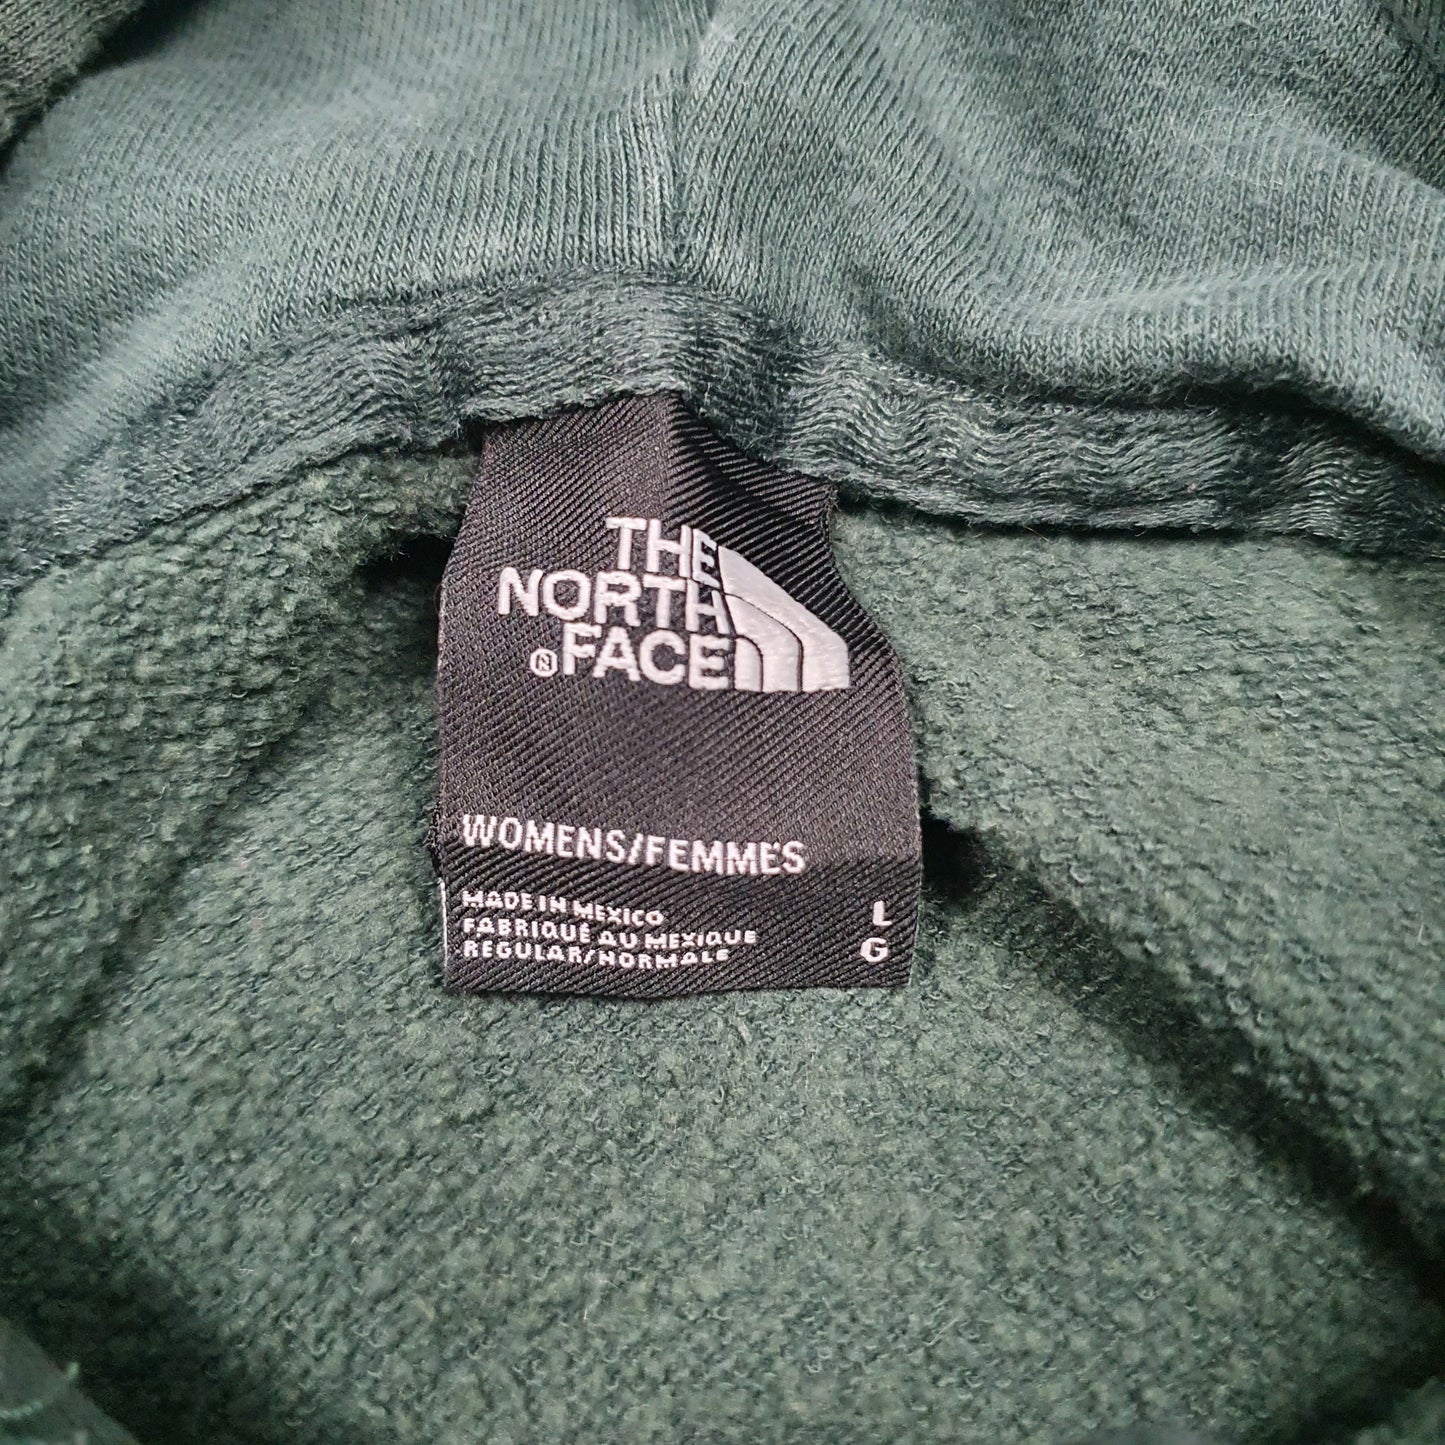 THE
NORTH
® FACE
WOMENS/FEMMES
MADE IN MEXICO
FABRIQUÉ AU MEXIQUE
REGULAR/NORMALE
L
G